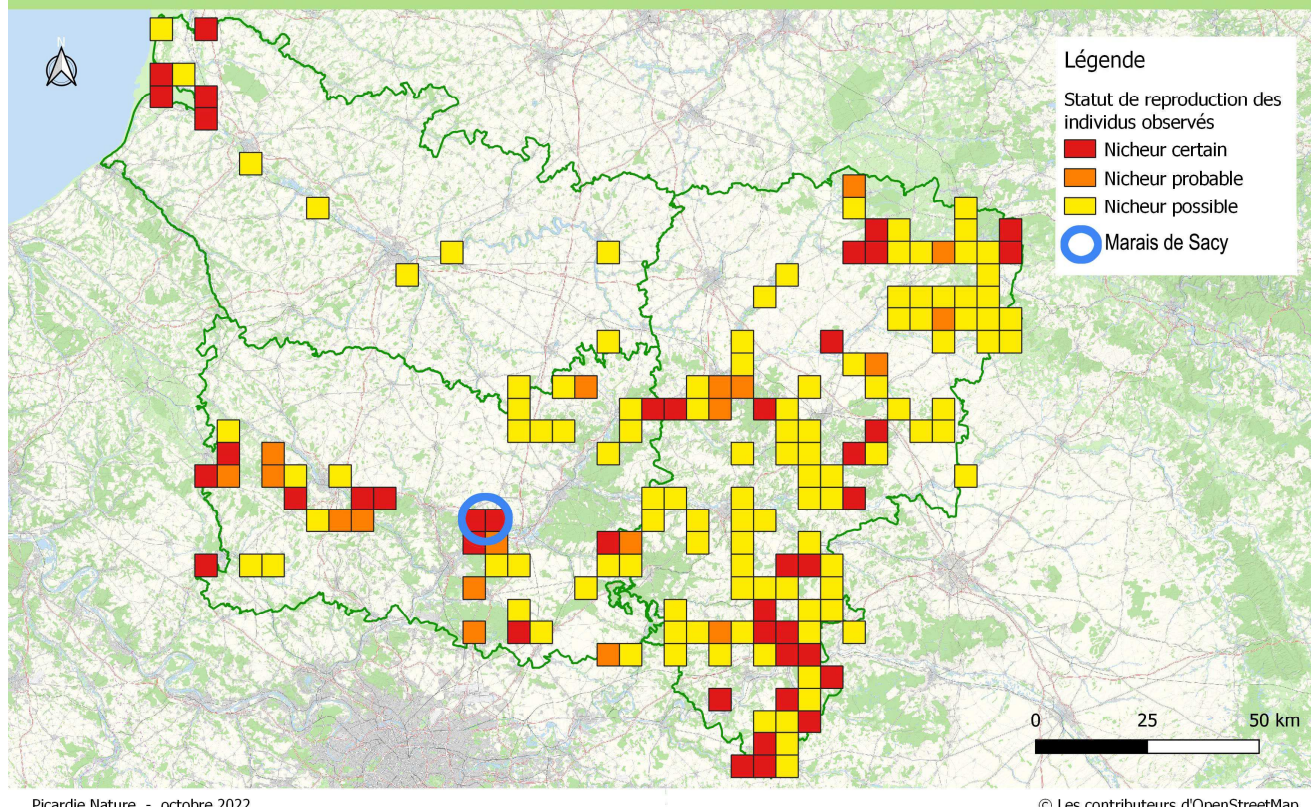 N
Légende
Statut de reproduction des
individus observés
Nicheur certain
Nicheur probable
Nicheur possible
Marais de Sacy
0 25 50 km
Picardie Nature - octobre 2022
© Les contributeurs d'OpenStreetMap